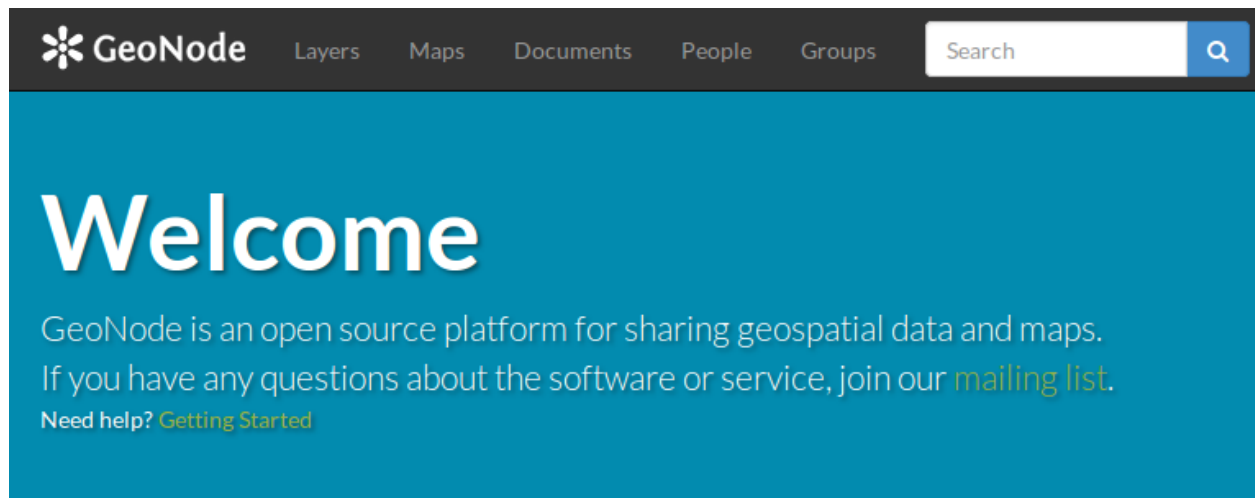 GeoNode Layers Maps Documents People Groups Search
Welcome
GeoNode is an open source platform for sharing geospatial data and maps.
If you have any questions about the software or service, join our mailing list.
Need help? Getting Started